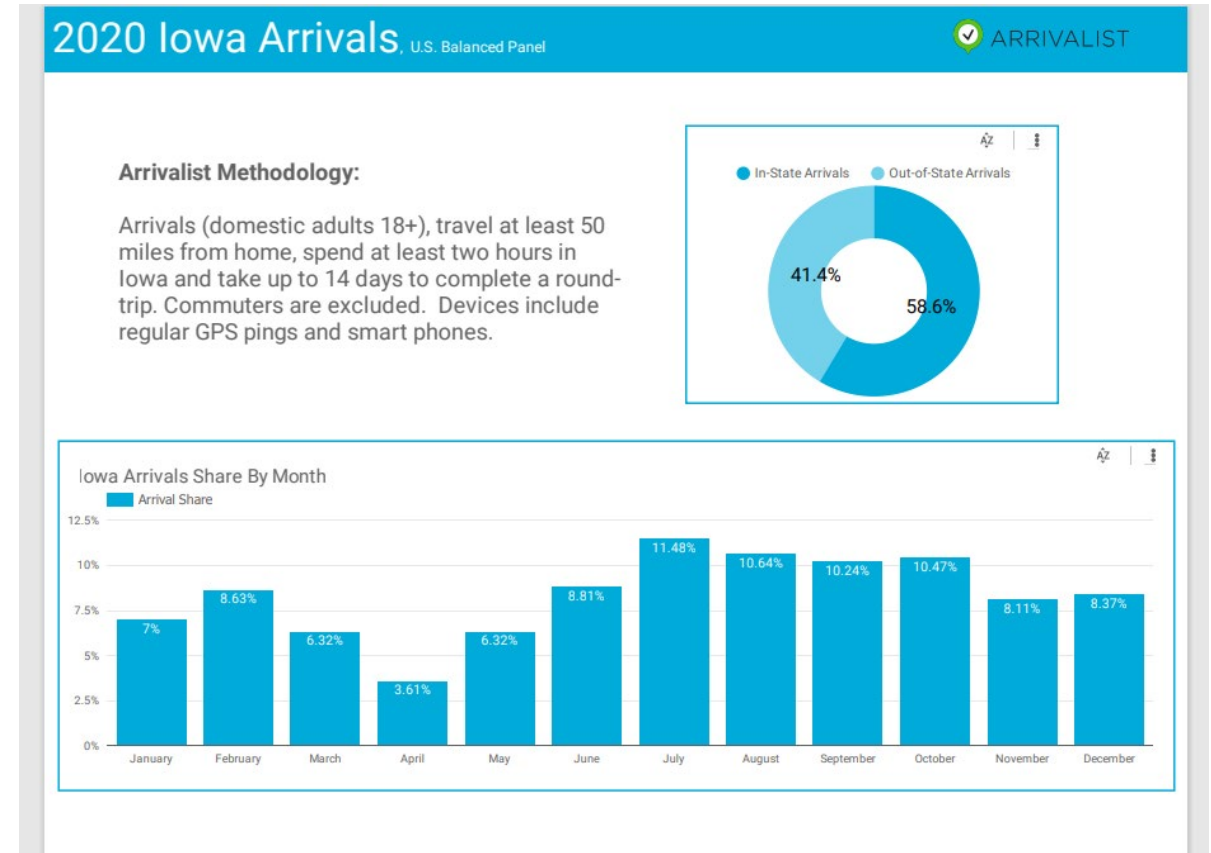 2020 Iowa Arrivals, U.S. Balanced Panel
ARRIVALIST
Arrivalist Methodology:
Arrivals (domestic adults 18+), travel at least 50
miles from home, spend at least two hours in
Iowa and take up to 14 days to complete a round-
trip. Commuters are excluded. Devices include
regular GPS pings and smart phones.
AZ
In-State Arrivals Out-of-State Arrivals
41.4%
58.6%
AZ
Iowa Arrivals Share By Month
Arrival Share
12.5%
10%
7.5%
5%
2.5%
0%
7% 8.63% 6.32% 3.61% 6.32% 8.81% 11.48% 10.64% 10.24% 10.47% 8.11% 8.37%
January February March April May June July August September October November December